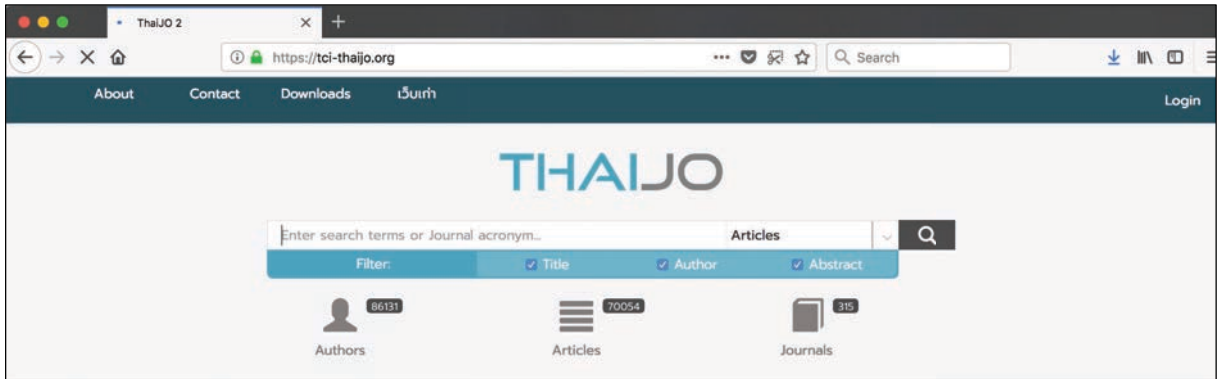 ThaiJO 2
https://tci-thaijo.org
Search
About Contact Downloads เว็บเก่า Login
THAIJO
Enter search terms or Journal acronym... Articles
Filter: Title Author Abstract
86131 70054 315
Authors Articles Journals